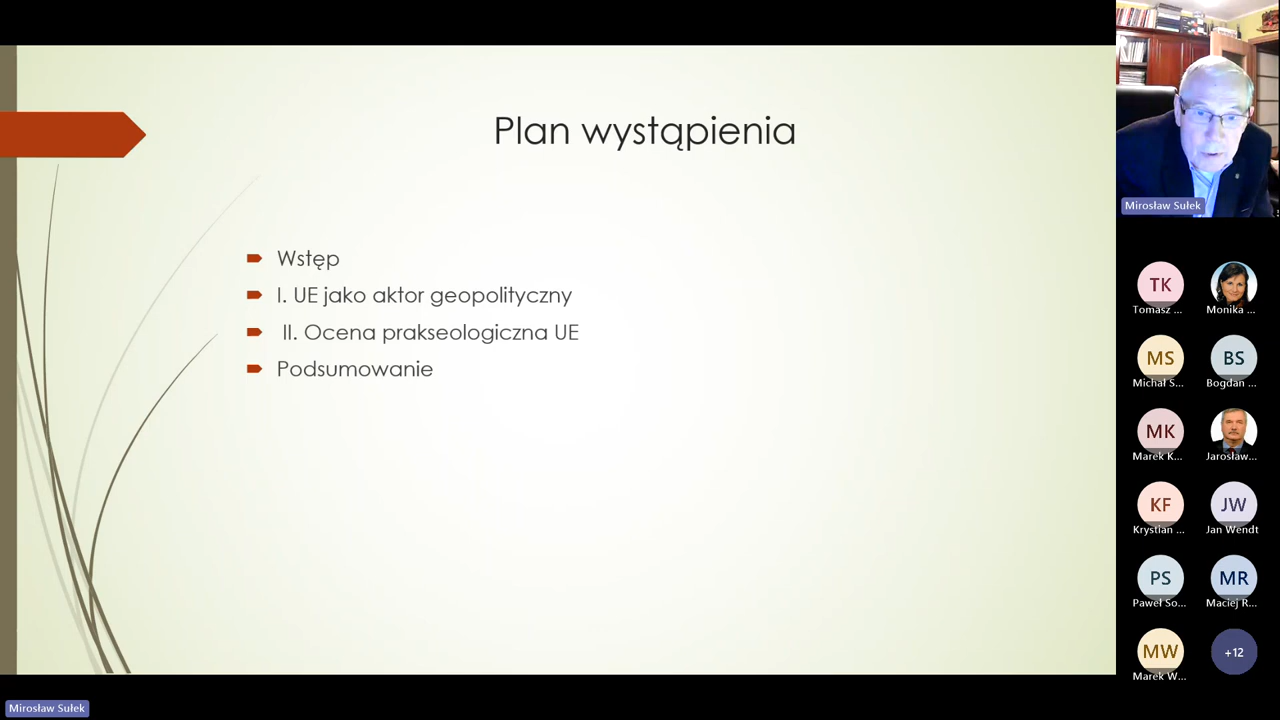 Plan wystąpienia
Wstęp
I. UE jako aktor geopolityczny
II. Ocena prakseologiczna UE
Podsumowanie
Mirosław Sułek
TK
Tomasz ...
Monika ...
MS
Michał S...
BS
Bogdan ...
MK
Marek K...
Jarosław...
KF
Krystian ...
JW
Jan Wendt
PS
Paweł So...
MR
Maciej R...
MW
Marek W...
+12
Mirosław Sułek